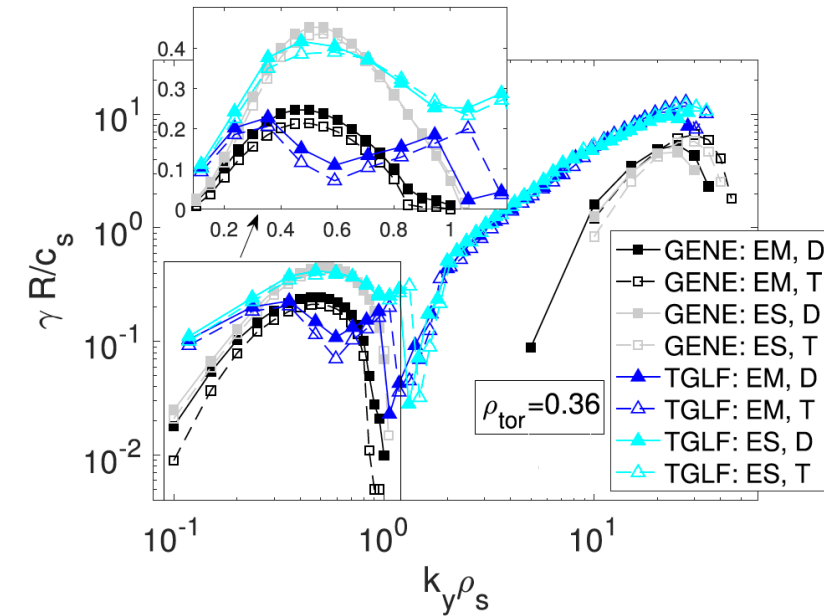 0.4
0.3
0.2
0.1
0
0.2 0.4 0.6 0.8 1
10^1
10^0
10^-1
10^-2
γ R/c_s
GENE: EM, D
GENE: EM, T
GENE: ES, D
GENE: ES, T
TGLF: EM, D
TGLF: EM, T
TGLF: ES, D
TGLF: ES, T
ρ_tor=0.36
10^-1 10^0 10^1
k_yρ_s